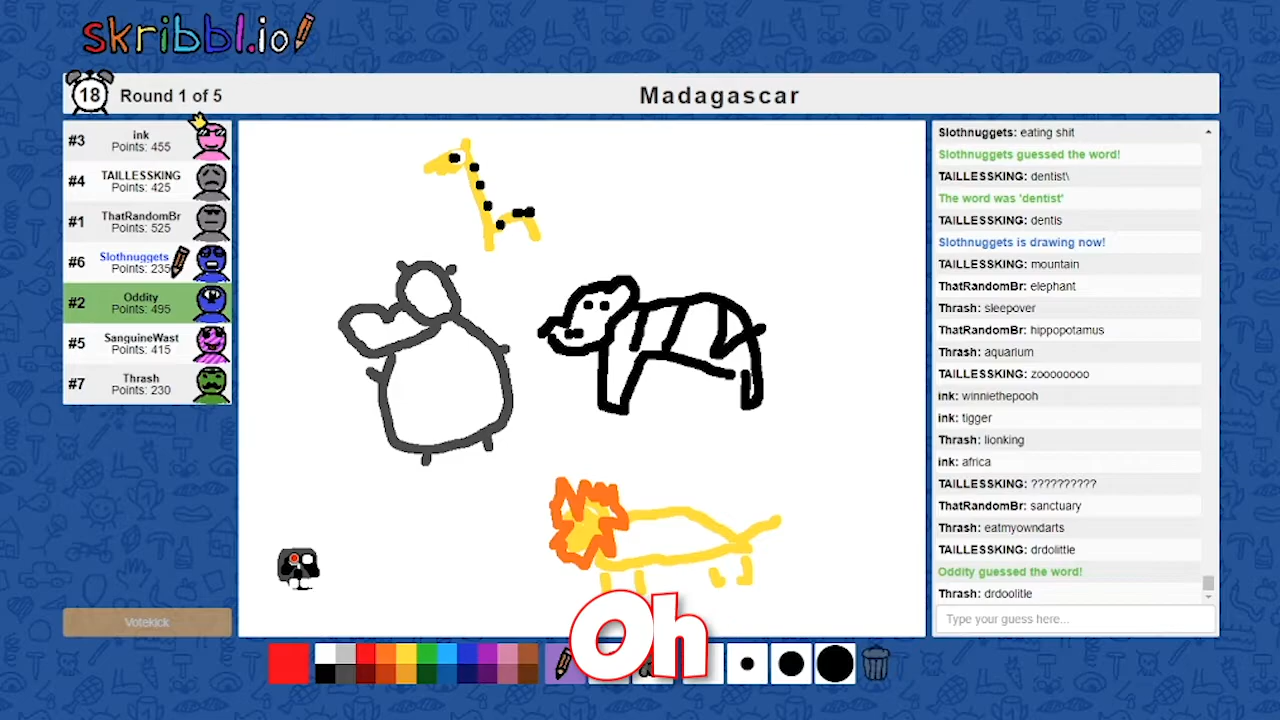 skribbl.io
18
Round 1 of 5
Madagascar
#3
ink
Points: 455
#4
TAILLESSKING
Points: 425
#1
ThatRandomBr
Points: 525
#6
Slothnuggets
Points: 235
#2
Oddity
Points: 495
#5
SanguineWast
Points: 415
#7
Thrash
Points: 230
Votekick
Slothnuggets: eating shit
Slothnuggets guessed the word!
TAILLESSKING: dentist\
The word was 'dentist'
TAILLESSKING: dentis
Slothnuggets is drawing now!
TAILLESSKING: mountain
ThatRandomBr: elephant
Thrash: sleepover
ThatRandomBr: hippopotamus
Thrash: aquarium
TAILLESSKING: zoooooooo
ink: winniethepooh
ink: tigger
Thrash: lionking
ink: africa
TAILLESSKING: ??????????
ThatRandomBr: sanctuary
Thrash: eatmyowndarts
TAILLESSKING: drdolittle
Oddity guessed the word!
Thrash: drdoolitle
Type your guess here...
Oh